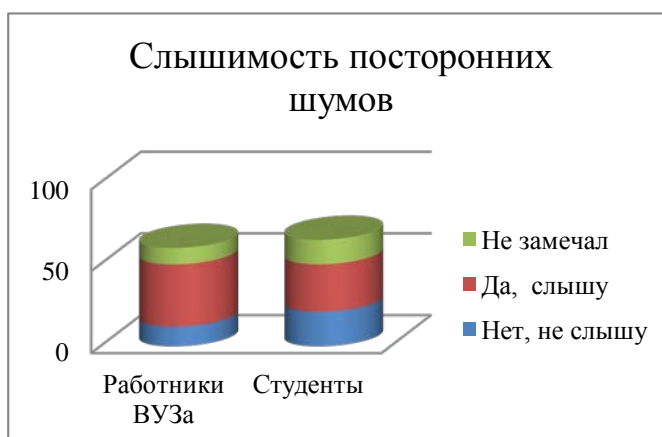 Слышимость посторонних
шумов
100
50
0
Работники
ВУЗа
Студенты
Не замечал
Да, слышу
Нет, не слышу